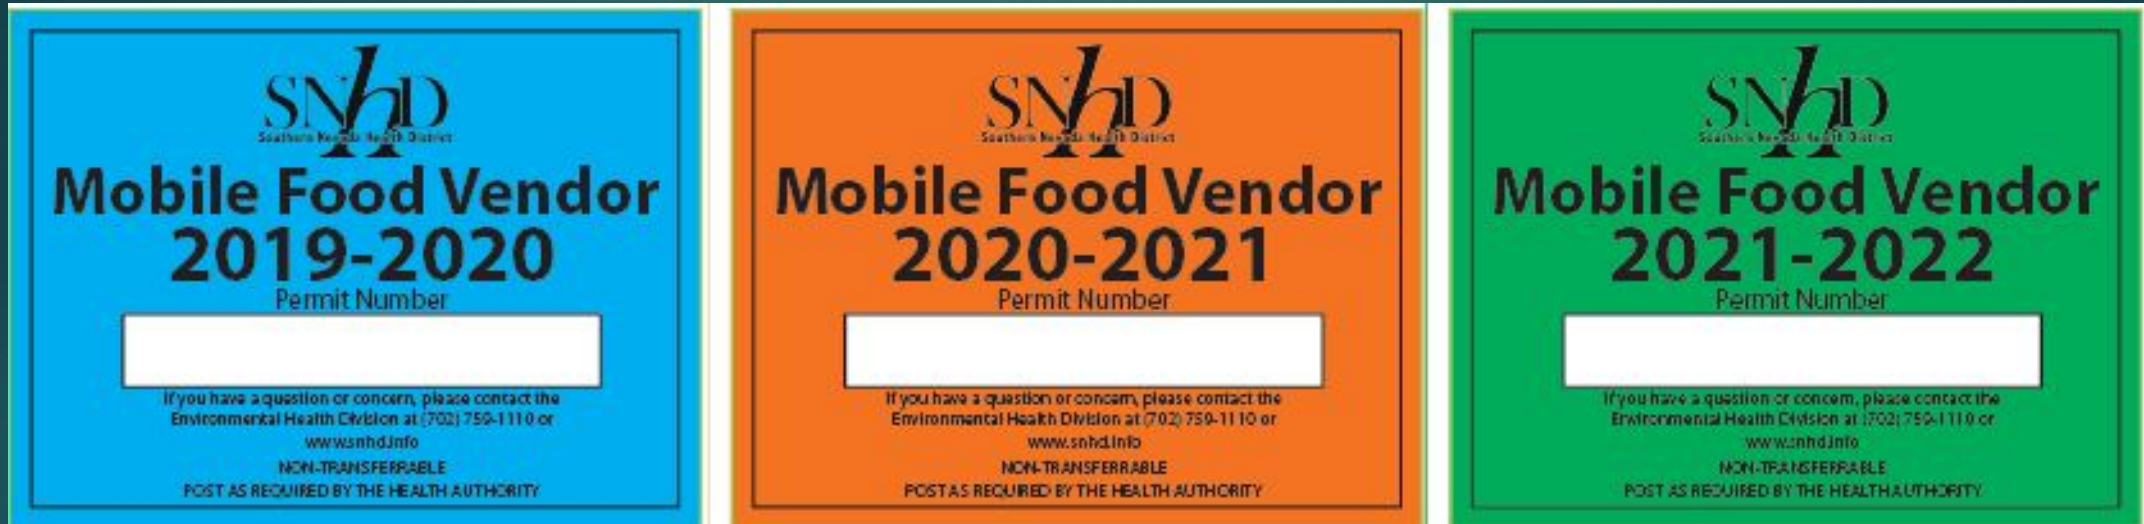 SNhD
Southern Nevada Health District
Mobile Food Vendor
2019-2020
Permit Number
If you have a question or concern, please contact the
Environmental Health Division at (702) 759-1110 or
www.snhd.info
NON-TRANSFERRABLE
POST AS REQUIRED BY THE HEALTH AUTHORITY
SNhD
Southern Nevada Health District
Mobile Food Vendor
2020-2021
Permit Number
If you have a question or concern, please contact the
Environmental Health Division at (702) 759-1110 or
www.snhd.info
NON-TRANSFERRABLE
POST AS REQUIRED BY THE HEALTH AUTHORITY
SNhD
Southern Nevada Health District
Mobile Food Vendor
2021-2022
Permit Number
If you have a question or concern, please contact the
Environmental Health Division at (702) 759-1110 or
www.snhd.info
NON-TRANSFERRABLE
POST AS REQUIRED BY THE HEALTH AUTHORITY